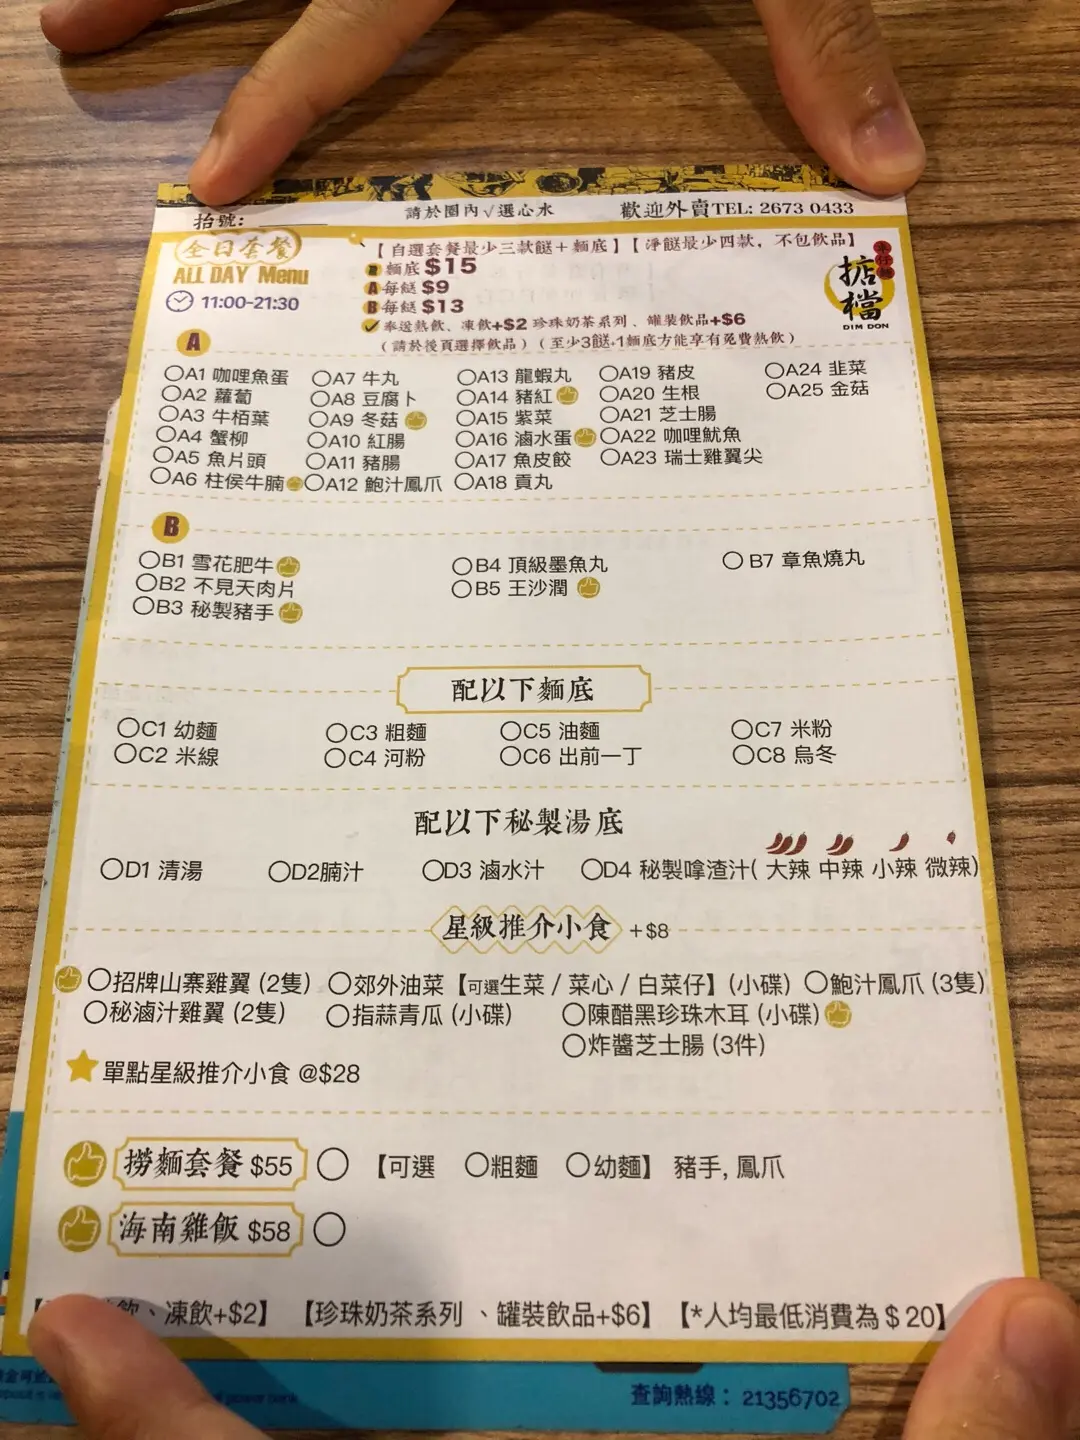 抬號:
請於圈內√選心水
歡迎外賣TEL: 2673 0433
全日套餐
ALL DAY Menu
11:00-21:30
【自選套餐最少三款餸+麵底】【淨餸最少四款，不包飲品】
麵底 $15
A 每餸 $9
B 每餸 $13
奉送熱飲、凍飲+$2 珍珠奶茶系列、罐裝飲品+$6
(請於後頁選擇飲品) (至少3餸,1麵底方能享有免費熱飲)
車仔麵
掂檔
DIM DON
A
A1 咖哩魚蛋
A2 蘿蔔
A3 牛栢葉
A4 蟹柳
A5 魚片頭
A6 柱侯牛腩
A7 牛丸
A8 豆腐卜
A9 冬菇
A10 紅腸
A11 豬腸
A12 鮑汁鳳爪
A13 龍蝦丸
A14 豬紅
A15 紫菜
A16 滷水蛋
A17 魚皮餃
A18 貢丸
A19 豬皮
A20 生根
A21 芝士腸
A22 咖哩魷魚
A23 瑞士雞翼尖
A24 韭菜
A25 金菇
B
B1 雪花肥牛
B2 不見天肉片
B3 秘製豬手
B4 頂級墨魚丸
B5 王沙潤
B7 章魚燒丸
配以下麵底
C1 幼麵
C2 米線
C3 粗麵
C4 河粉
C5 油麵
C6 出前一丁
C7 米粉
C8 烏冬
配以下秘製湯底
D1 清湯 D2腩汁 D3 滷水汁 D4 秘製嗱渣汁( 大辣 中辣 小辣 微辣)
星級推介小食 +$8
招牌山寨雞翼 (2隻) 郊外油菜【可選生菜 / 菜心 / 白菜仔】(小碟) 鮑汁鳳爪 (3隻)
秘滷汁雞翼 (2隻) 指蒜青瓜 (小碟) 陳醋黑珍珠木耳 (小碟)
炸醬芝士腸 (3件)
單點星級推介小食 @$28
撈麵套餐 $55 【可選 粗麵 幼麵】 豬手, 鳳爪
海南雞飯 $58
飲、凍飲+$2】 【珍珠奶茶系列 、罐裝飲品+$6】 【*人均最低消費為 $ 20】
power bank
查詢熱線： 21356702